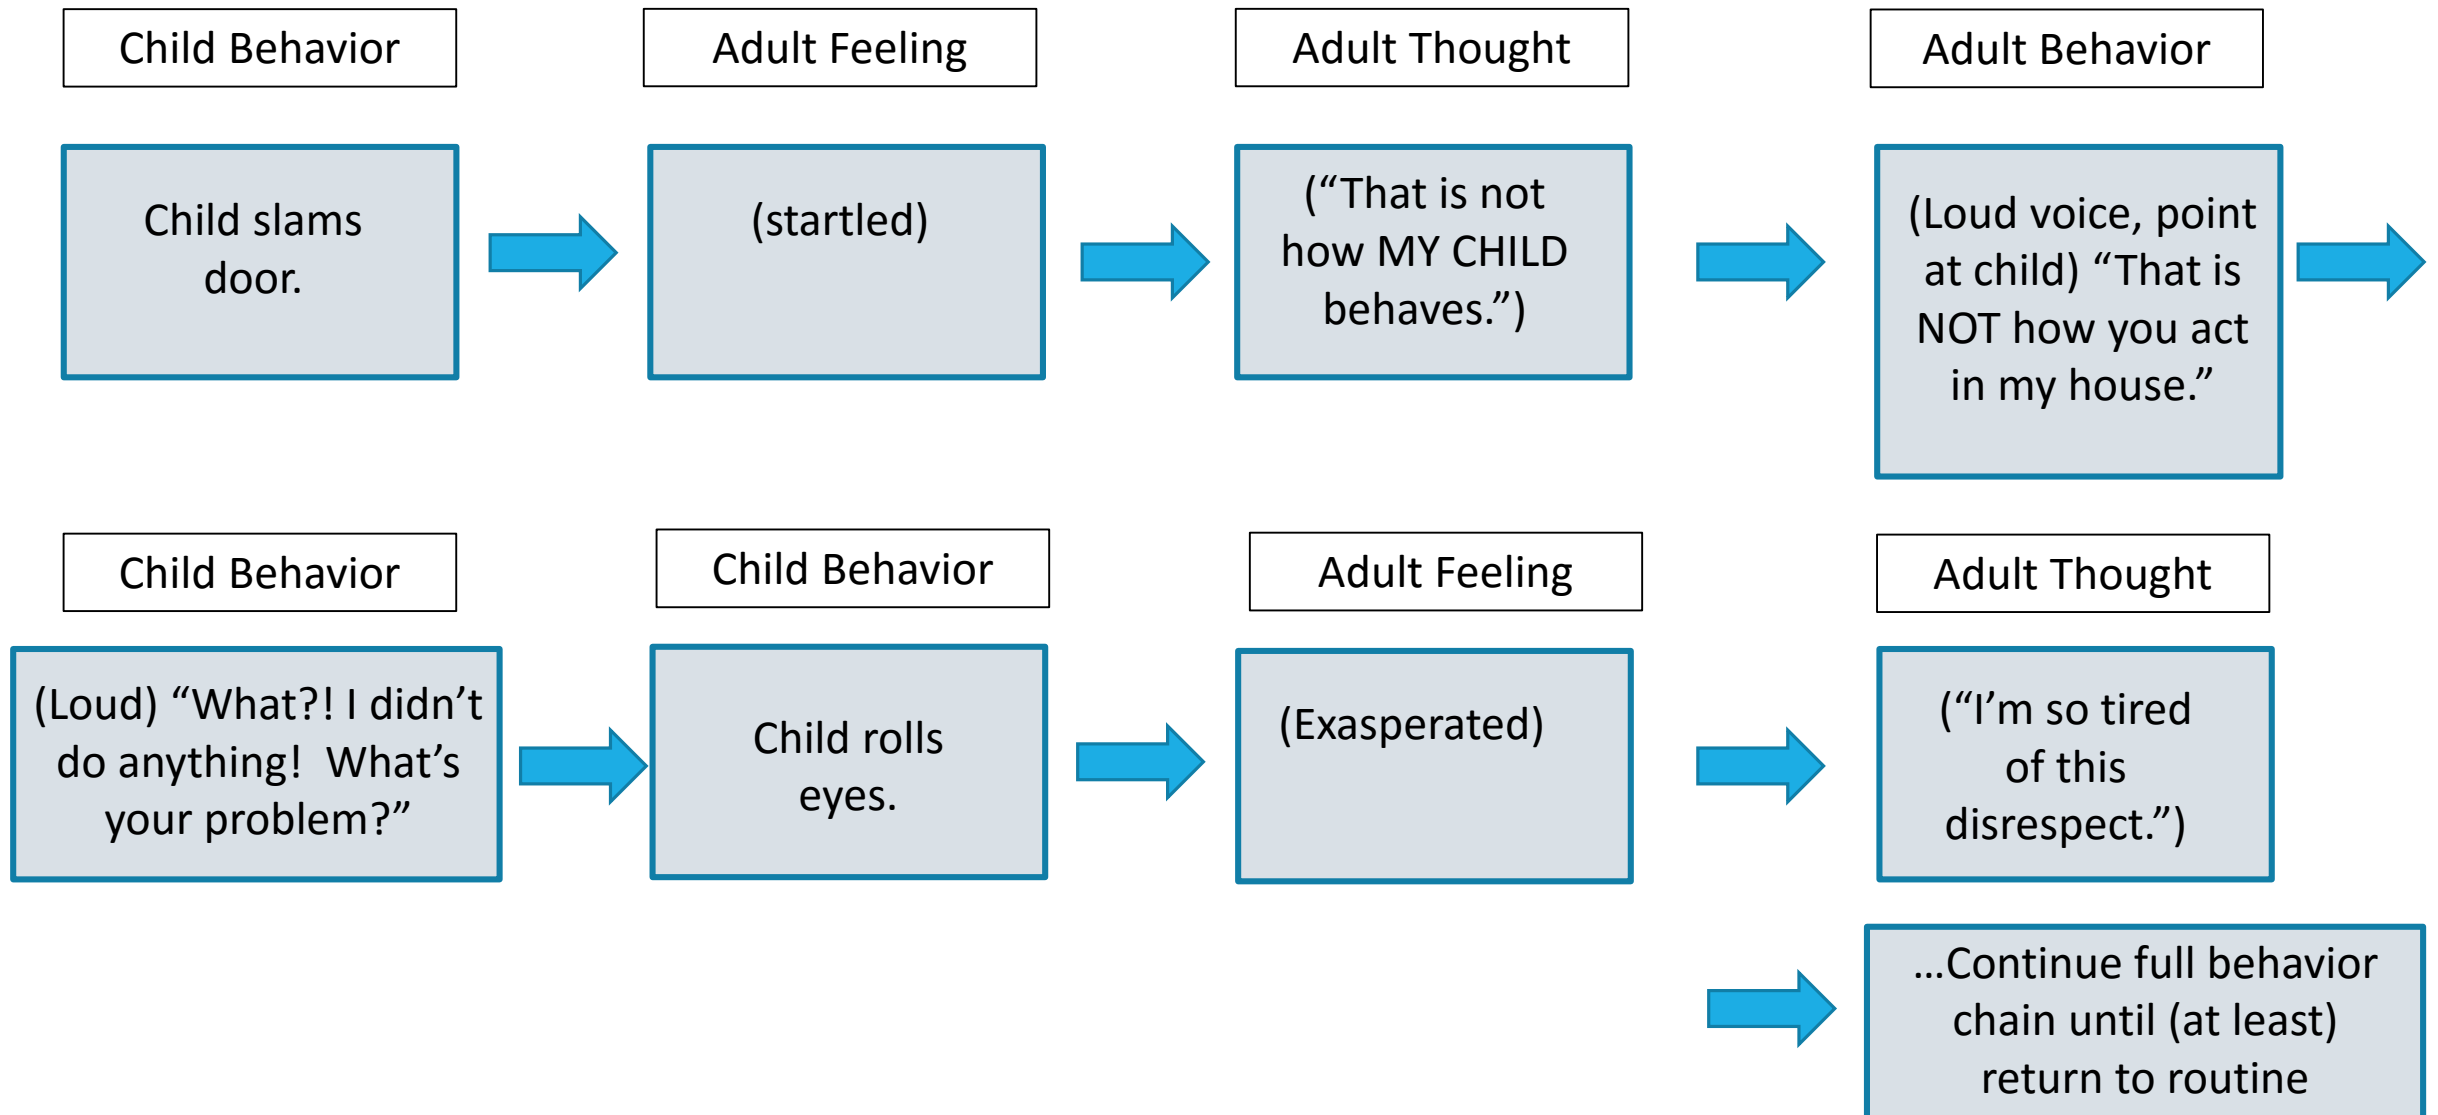 Child Behavior
Adult Feeling
Adult Thought
Adult Behavior
Child slams
door.
(startled)
(“That is not
how MY CHILD
behaves.”)
(Loud voice, point
at child) “That is
NOT how you act
in my house.”
Child Behavior
Child Behavior
Adult Feeling
Adult Thought
(Loud) “What?! I didn’t
do anything!  What’s
your problem?”
Child rolls
eyes.
(Exasperated)
(“I’m so tired
of this
disrespect.”)
…Continue full behavior
chain until (at least)
return to routine